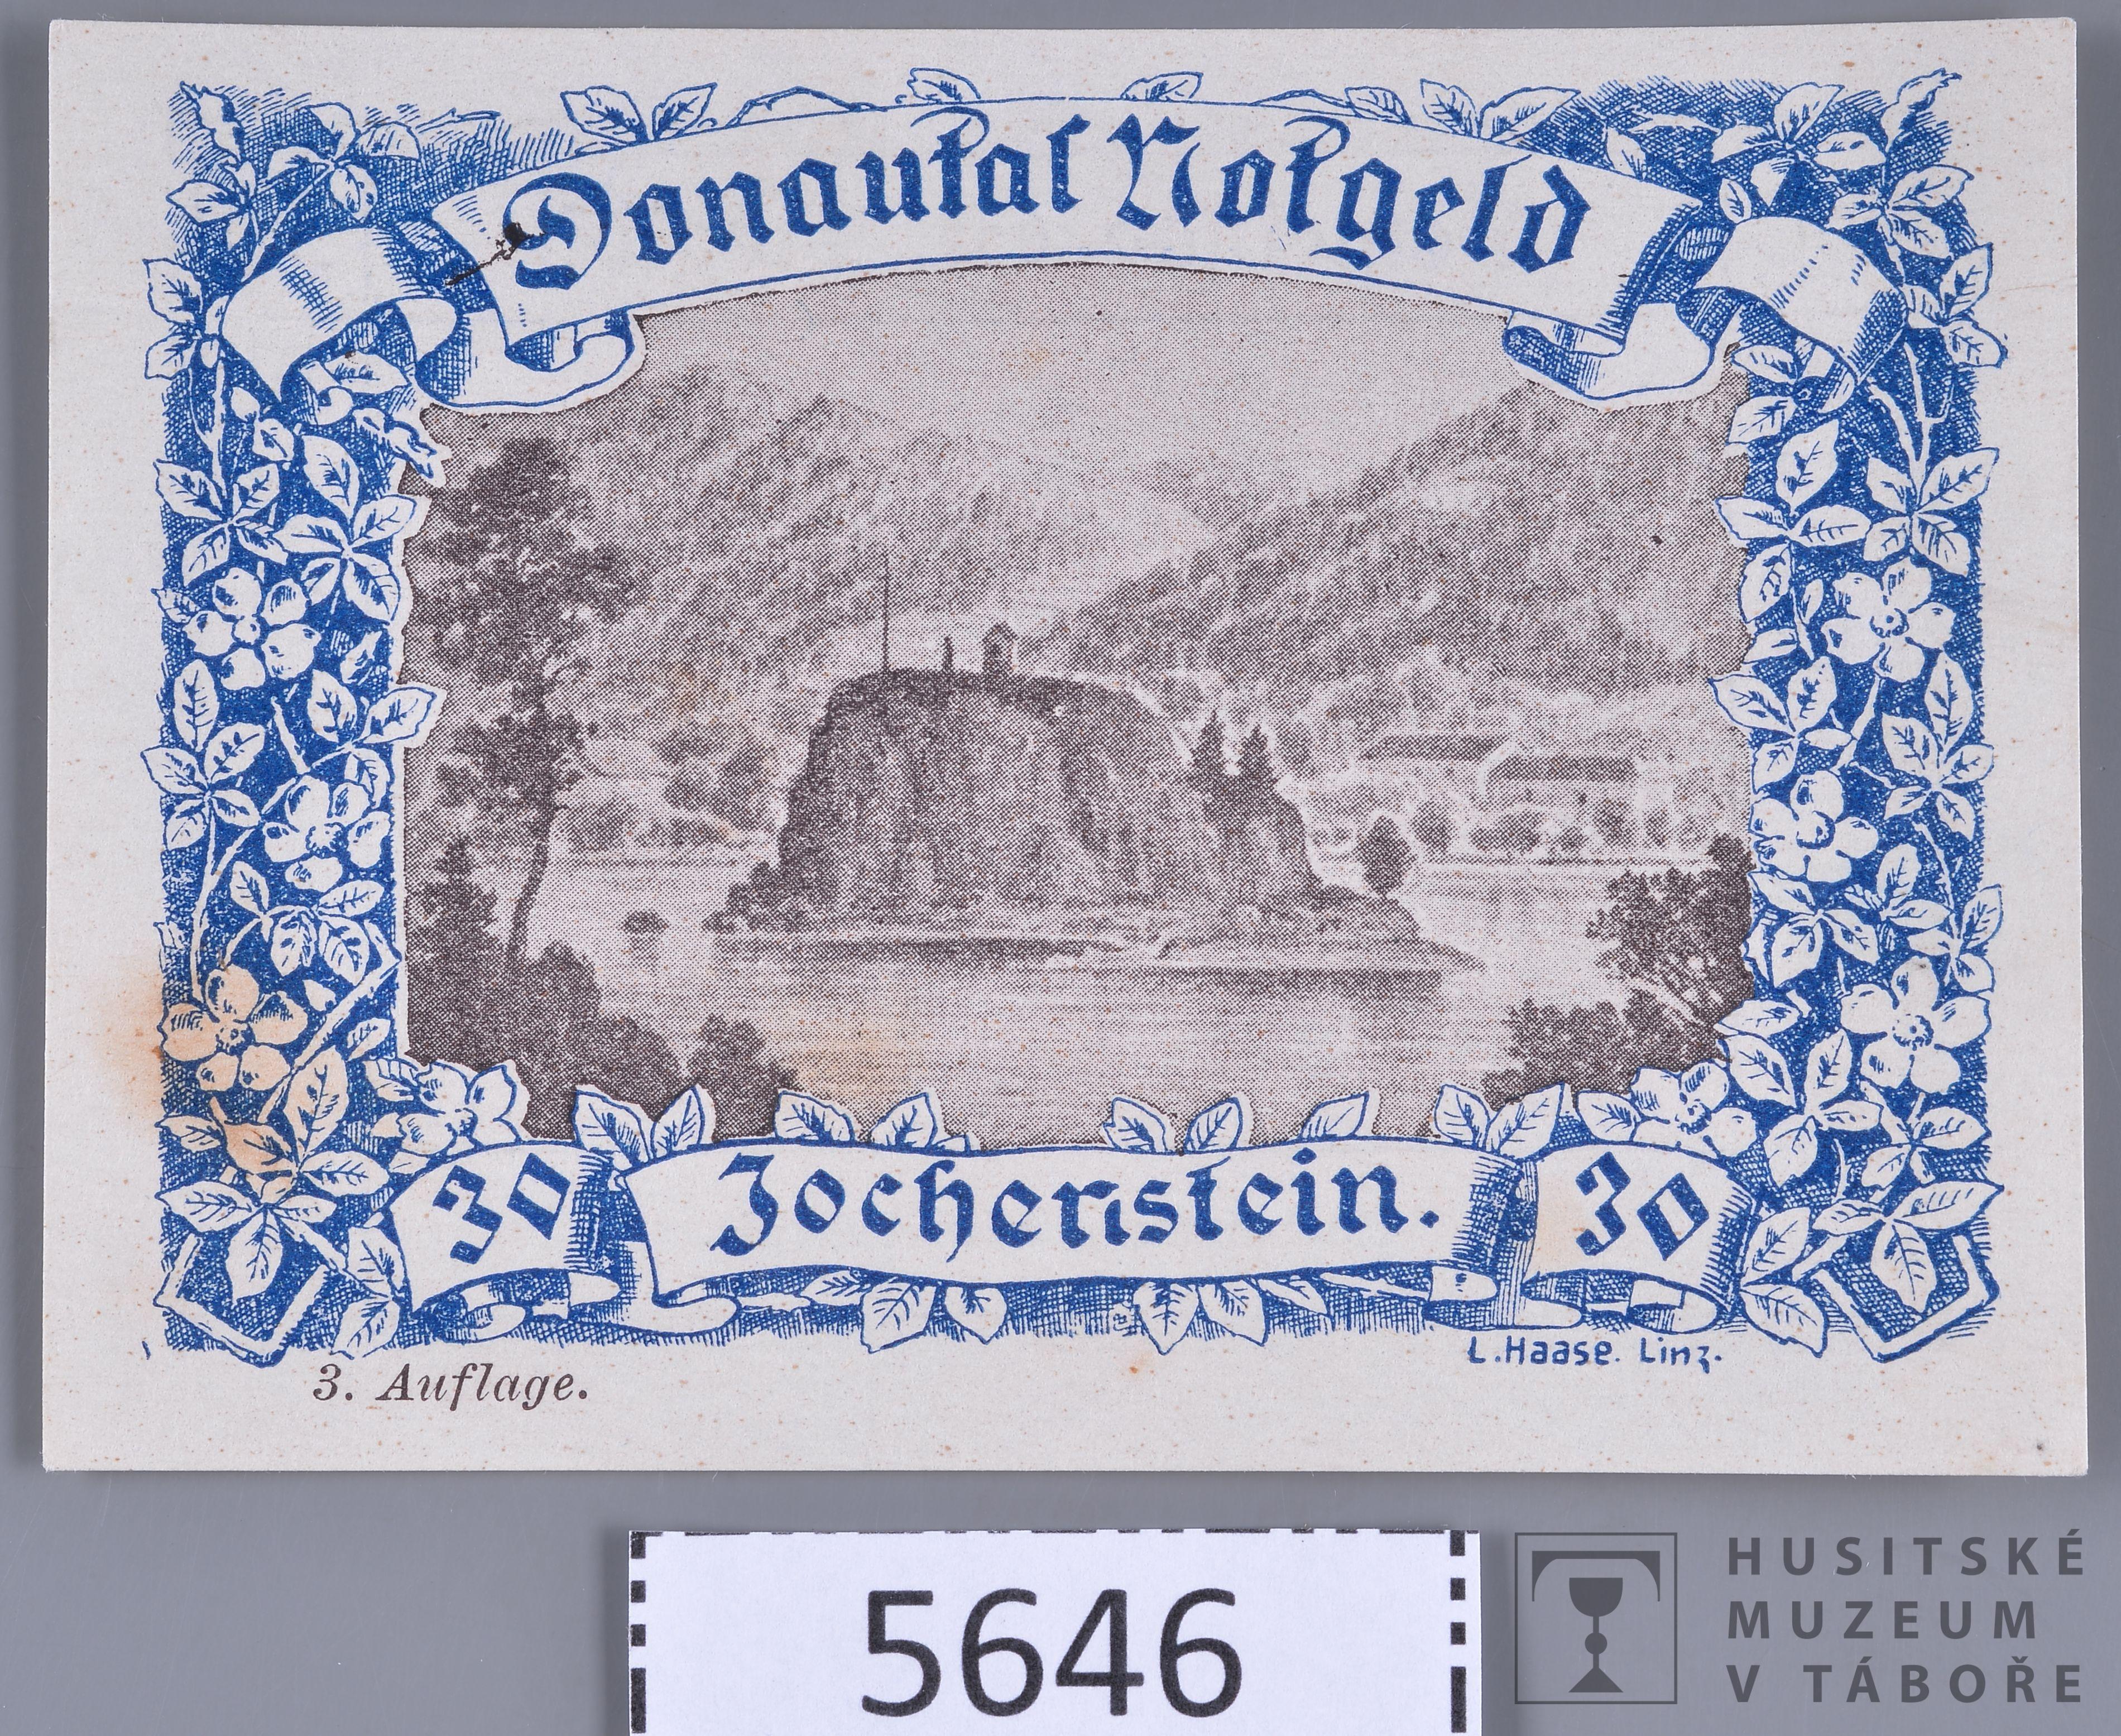 Donautal Notgeld
30 Jochenstein. 30
L.Haase. Linz.
3. Auflage.
5646
HUSITSKÉ
MUZEUM
V TÁBOŘE